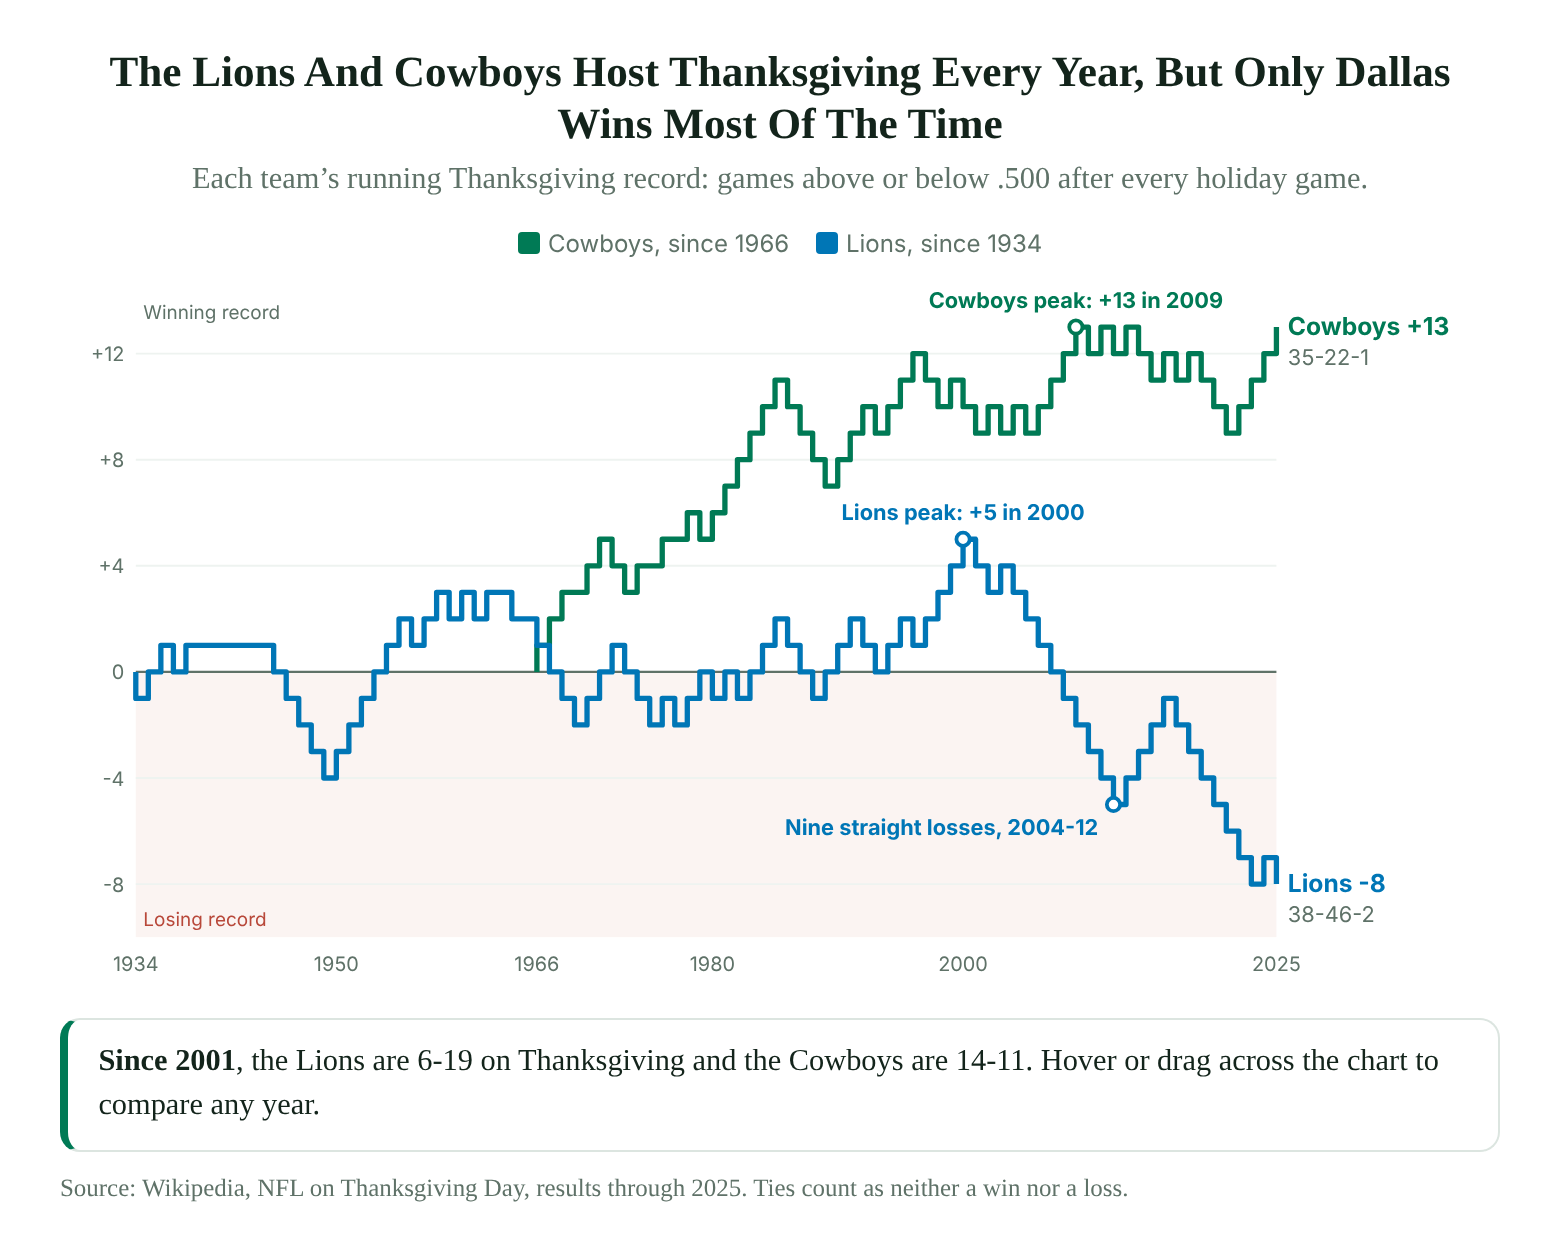 The Lions And Cowboys Host Thanksgiving Every Year, But Only Dallas
Wins Most Of The Time
Each team’s running Thanksgiving record: games above or below .500 after every holiday game.
Cowboys, since 1966
Lions, since 1934
Winning record
Cowboys peak: +13 in 2009
Cowboys +13
35-22-1
+12
+8
Lions peak: +5 in 2000
+4
0
-4
Nine straight losses, 2004-12
-8
Lions -8
38-46-2
Losing record
1934
1950
1966
1980
2000
2025
Since 2001, the Lions are 6-19 on Thanksgiving and the Cowboys are 14-11. Hover or drag across the chart to
compare any year.
Source: Wikipedia, NFL on Thanksgiving Day, results through 2025. Ties count as neither a win nor a loss.